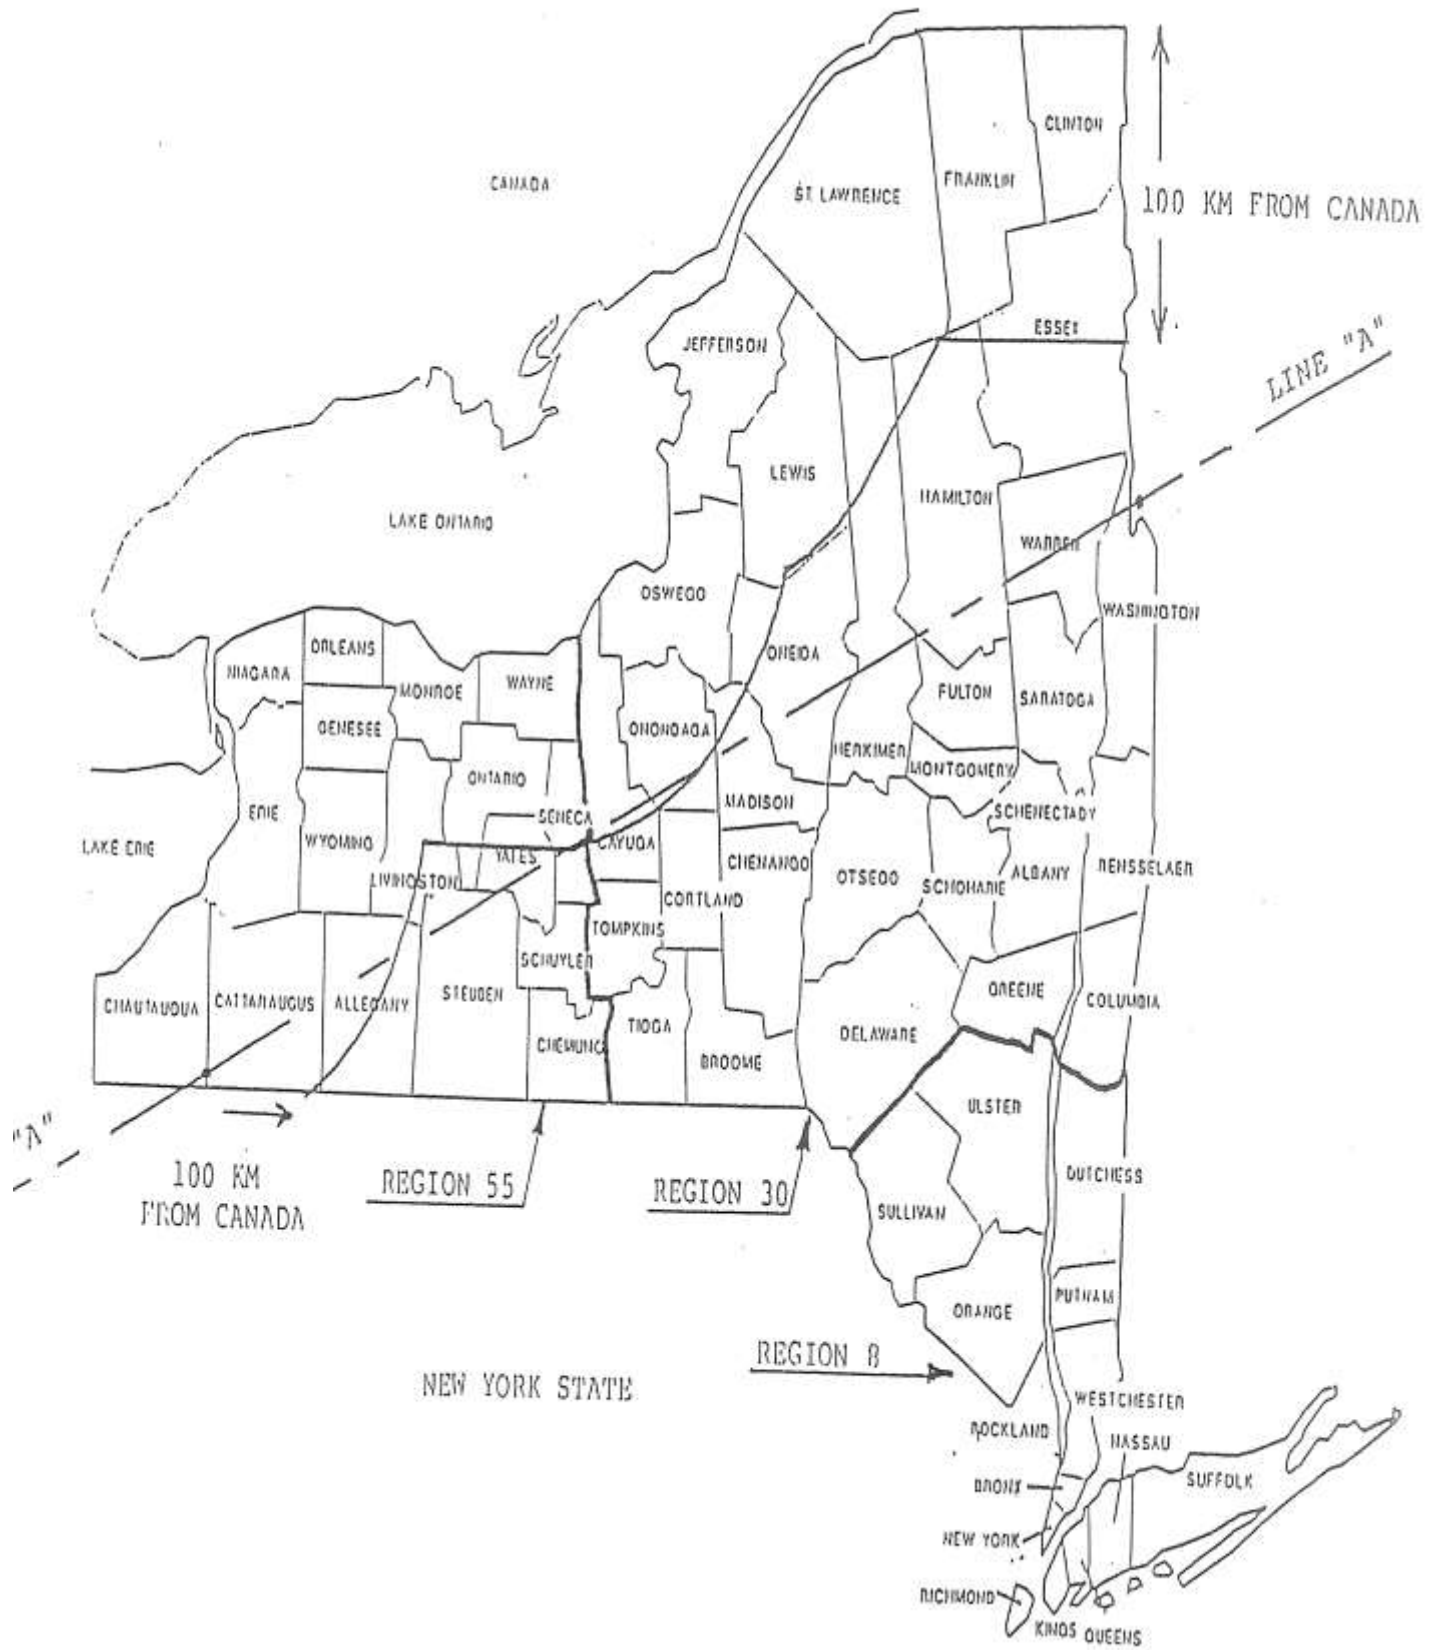 CLINTON
CANADA
ST. LAWRENCE
FRANKLIN
100 KM FROM CANADA
ESSEX
JEFFERSON
LINE "A"
LEWIS
HAMILTON
LAKE ONTARIO
WARREN
OSWEGO
WASHINGTON
ORLEANS
ONEIDA
NIAGARA
WAYNE
MONROE
FULTON
SARATOGA
GENESEE
ONONDAGA
HERKIMER
MONTGOMERY
ONTARIO
MADISON
ERIE
SENECA
SCHENECTADY
WYOMING
CAYUGA
LAKE ERIE
YATES
CHENANGO
OTSEGO
ALBANY
RENSSELAER
LIVINGSTON
SCHOHARIE
CORTLAND
TOMPKINS
SCHUYLER
STEUBEN
GREENE
CHAUTAUQUA
CATTARAUGUS
ALLEGANY
COLUMBIA
TIOGA
DELAWARE
CHEMUNG
BROOME
ULSTER
"A"
100 KM
FROM CANADA
REGION 55
REGION 30
DUTCHESS
SULLIVAN
PUTNAM
ORANGE
REGION 8
NEW YORK STATE
WESTCHESTER
ROCKLAND
NASSAU
SUFFOLK
BRONX
NEW YORK
RICHMOND
KINGS
QUEENS